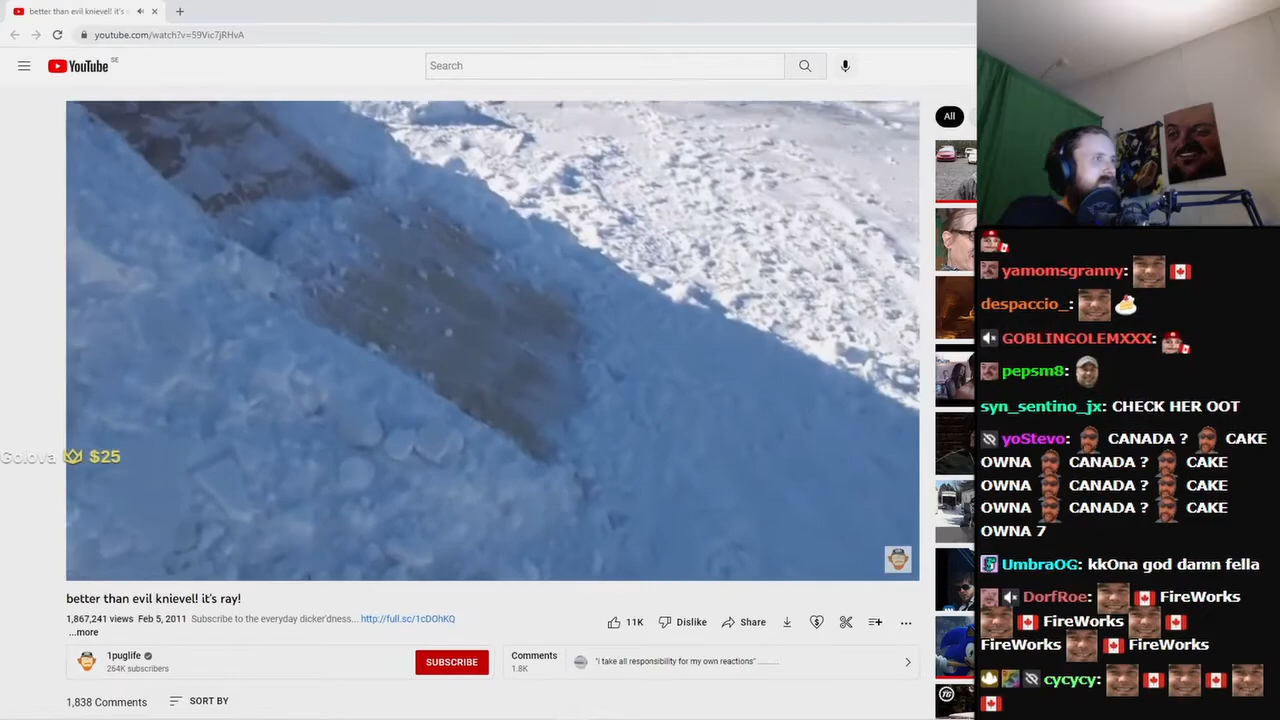 better than evil knievel! it's r
youtube.com/watch?v=59Vic7jRHvA
YouTube SE
Search
All
Golova $25
better than evil knievel! it's ray!
1,867,241 views Feb 5, 2011 Subscribe to the everyday dicker'dness... http://full.sc/1cDOhKQ
...more
11K Dislike Share
1puglife
264K subscribers
SUBSCRIBE
Comments
1.8K
"i take all responsibility for my own reactions" ..........
1,838 Comments SORT BY
yamomsgranny:
despaccio_:
GOBLINGOLEMXXX:
pepsm8:
syn_sentino_jx: CHECK HER OOT
yoStevo: CANADA ? CAKE
OWNA CANADA ? CAKE
OWNA CANADA ? CAKE
OWNA CANADA ? CAKE
OWNA 7
UmbraOG: kkOna god damn fella
DorfRoe: FireWorks
FireWorks
FireWorks FireWorks
cycycy: